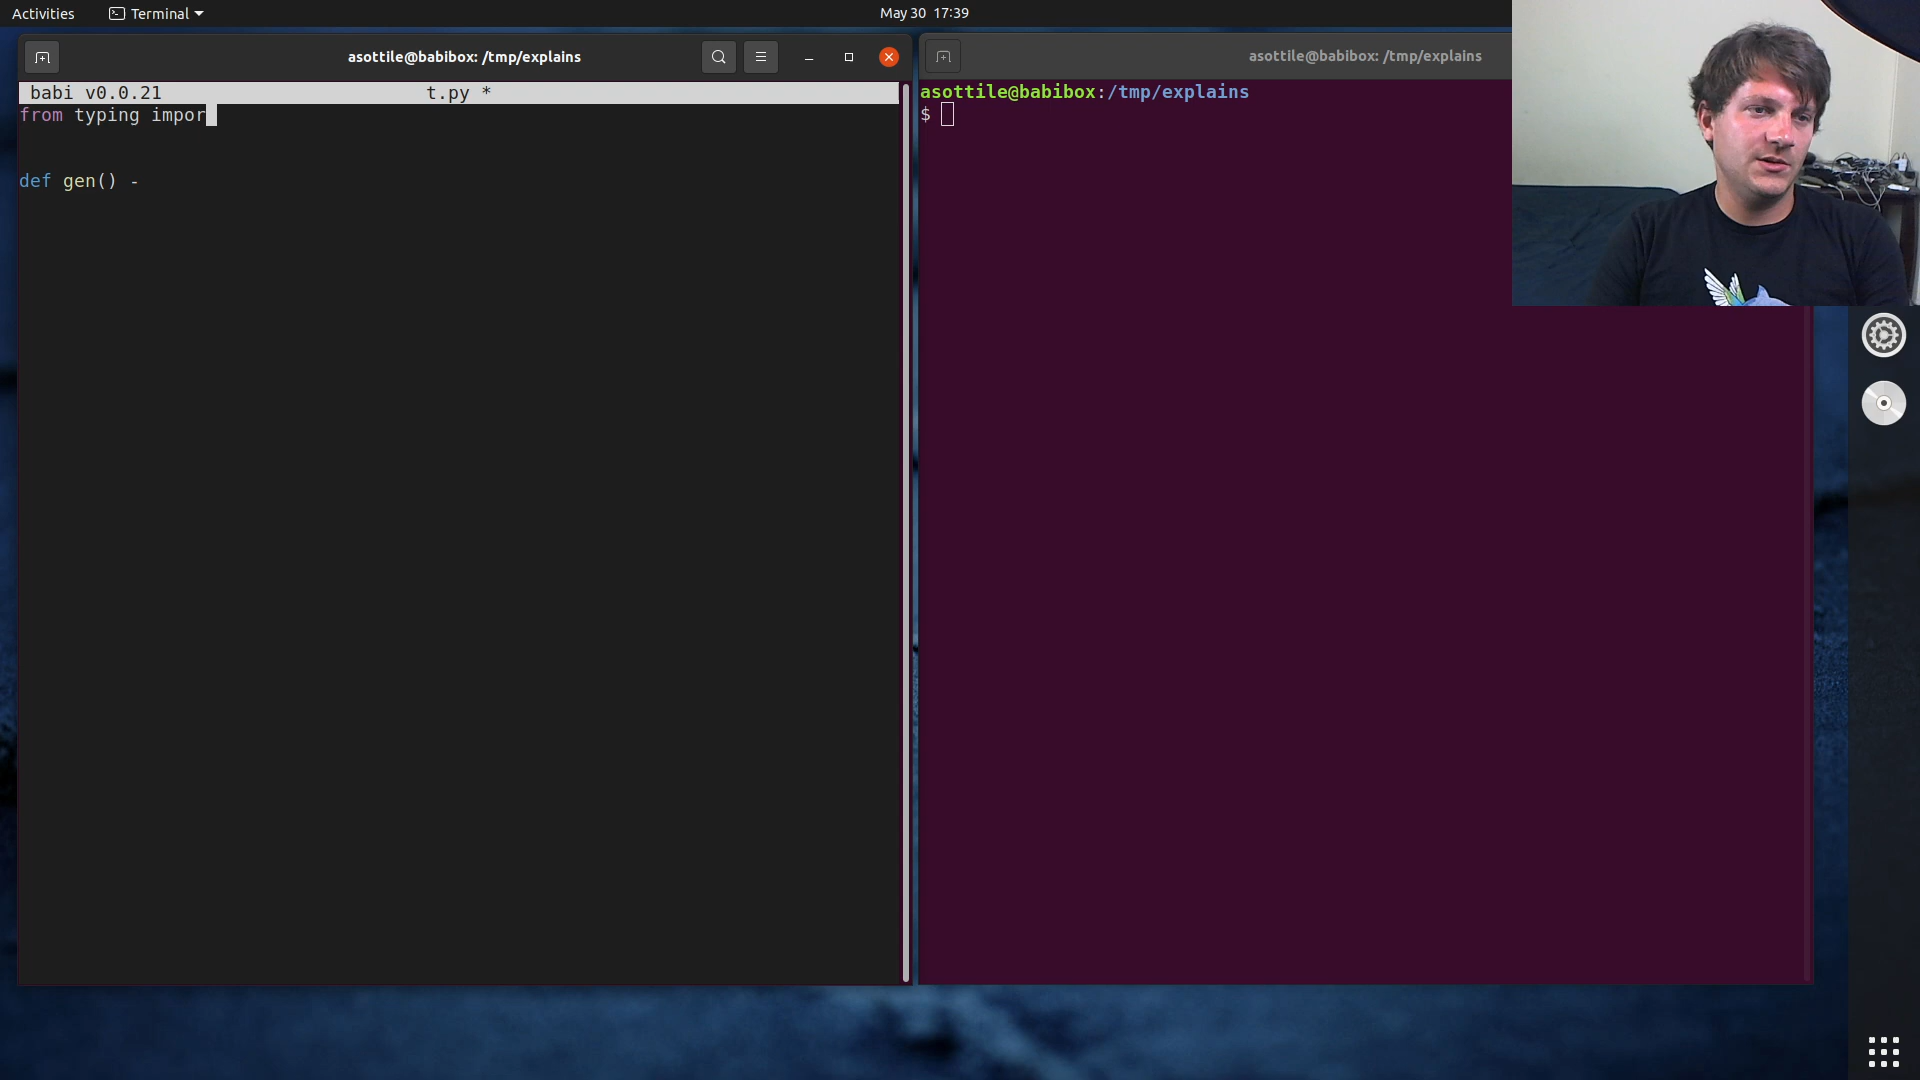 Activities Terminal May 30 17:39
asottile@babibox: /tmp/explains
babi v0.0.21 t.py *
from typing impor
def gen() -
asottile@babibox: /tmp/explains
asottile@babibox:/tmp/explains
$